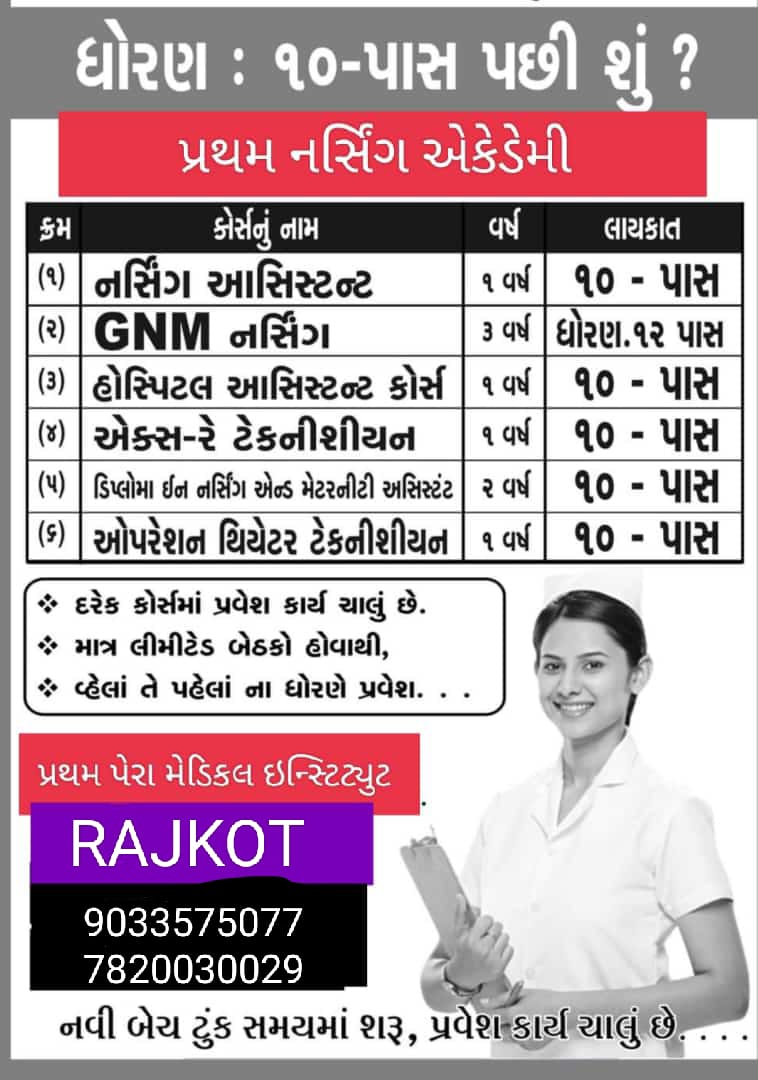 ધોરણ : ૧૦-પાસ પછી શું ?
પ્રથમ નર્સિંગ એકેડેમી
ક્રમ કોર્સનું નામ વર્ષ લાયકાત
(૧) નર્સિંગ આસિસ્ટન્ટ ૧ વર્ષ ૧૦ - પાસ
(૨) GNM નર્સિંગ ૩ વર્ષ ધોરણ.૧૨ પાસ
(૩) હોસ્પિટલ આસિસ્ટન્ટ કોર્સ ૧ વર્ષ ૧૦ - પાસ
(૪) એક્સ-રે ટેકનીશીયન ૧ વર્ષ ૧૦ - પાસ
(૫) ડિપ્લોમા ઈન નર્સિંગ એન્ડ મેટરનીટી અસિસ્ટંટ ૨ વર્ષ ૧૦ - પાસ
(૬) ઓપરેશન થિયેટર ટેકનીશીયન ૧ વર્ષ ૧૦ - પાસ
❖ દરેક કોર્સમાં પ્રવેશ કાર્ય ચાલું છે.
❖ માત્ર લીમીટેડ બેઠકો હોવાથી,
❖ વ્હેલાં તે પહેલાં ના ધોરણે પ્રવેશ. . .
પ્રથમ પેરા મેડિકલ ઇન્સ્ટિટ્યુટ
RAJKOT
9033575077
7820030029
નવી બેચ ટુંક સમયમાં શરૂ, પ્રવેશ કાર્ય ચાલું છે. . . .